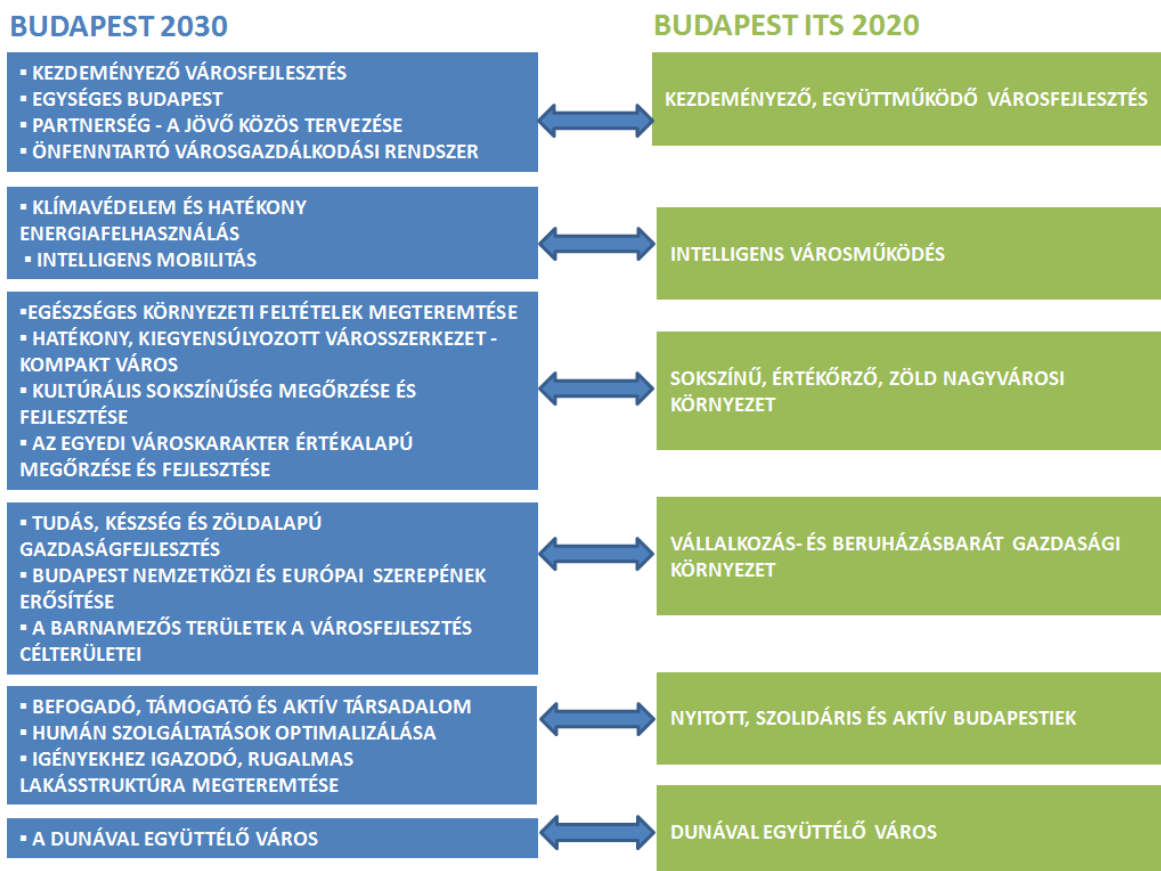 BUDAPEST 2030
▪ KEZDEMÉNYEZŐ VÁROSFEJLESZTÉS
▪ EGYSÉGES BUDAPEST
▪ PARTNERSÉG - A JÖVŐ KÖZÖS TERVEZÉSE
▪ ÖNFENNTARTÓ VÁROSGAZDÁLKODÁSI RENDSZER
▪ KLÍMAVÉDELEM ÉS HATÉKONY
ENERGIAFELHASZNÁLÁS
▪ INTELLIGENS MOBILITÁS
▪EGÉSZSÉGES KÖRNYEZETI FELTÉTELEK MEGTEREMTÉSE
▪ HATÉKONY, KIEGYENSÚLYOZOTT VÁROSSZERKEZET -
KOMPAKT VÁROS
▪ KULTÚRÁLIS SOKSZÍNŰSÉG MEGŐRZÉSE ÉS
FEJLESZTÉSE
▪ AZ EGYEDI VÁROSKARAKTER ÉRTÉKALAPÚ
MEGŐRZÉSE ÉS FEJLESZTÉSE
▪ TUDÁS, KÉSZSÉG ÉS ZÖLDALAPÚ
GAZDASÁGFEJLESZTÉS
▪ BUDAPEST NEMZETKÖZI ÉS EURÓPAI SZEREPÉNEK
ERŐSÍTÉSE
▪ A BARNAMEZŐS TERÜLETEK A VÁROSFEJLESZTÉS
CÉLTERÜLETEI
▪ BEFOGADÓ, TÁMOGATÓ ÉS AKTÍV TÁRSADALOM
▪ HUMÁN SZOLGÁLTATÁSOK OPTIMALIZÁLÁSA
▪ IGÉNYEKHEZ IGAZODÓ, RUGALMAS
LAKÁSSTRUKTÚRA MEGTEREMTÉSE
▪ A DUNÁVAL EGYÜTTÉLŐ VÁROS
BUDAPEST ITS 2020
KEZDEMÉNYEZŐ, EGYÜTTMŰKÖDŐ VÁROSFEJLESZTÉS
INTELLIGENS VÁROSMŰKÖDÉS
SOKSZÍNŰ, ÉRTÉKŐRZŐ, ZÖLD NAGYVÁROSI
KÖRNYEZET
VÁLLALKOZÁS- ÉS BERUHÁZÁSBARÁT GAZDASÁGI
KÖRNYEZET
NYITOTT, SZOLIDÁRIS ÉS AKTÍV BUDAPESTIEK
DUNÁVAL EGYÜTTÉLŐ VÁROS